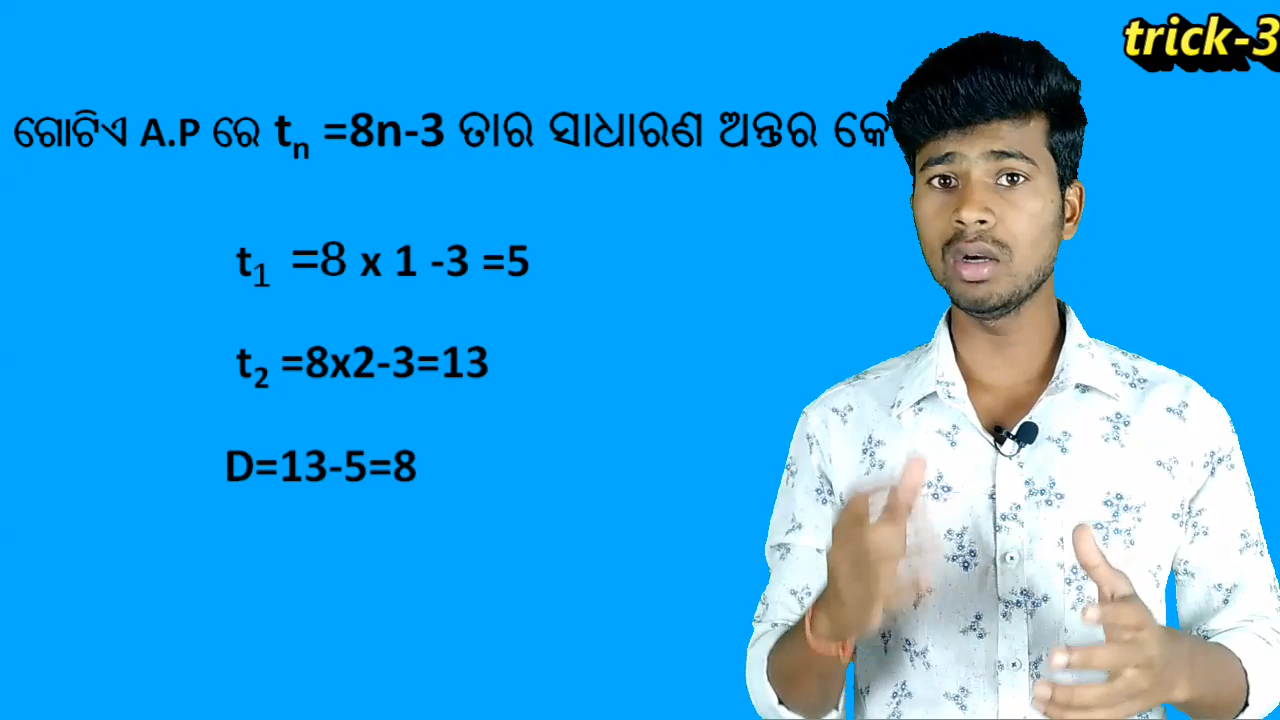 trick-3
ଗୋଟିଏ A.P ରେ tₙ =8n-3 ତାର ସାଧାରଣ ଅନ୍ତର
t₁ =8 x 1 -3 =5
t₂ =8x2-3=13
D=13-5=8